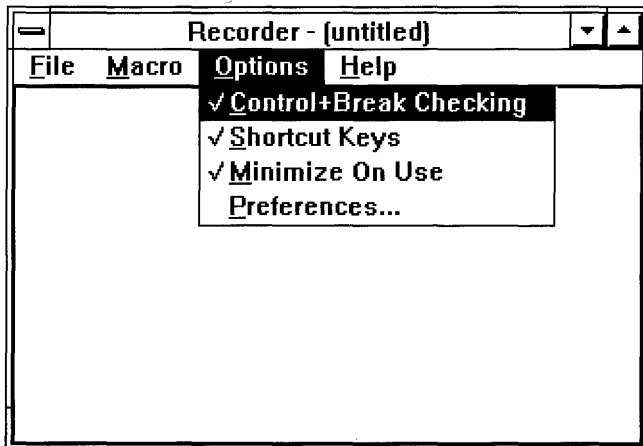 Recorder - (untitled)
File Macro Options Help
√ Control+Break Checking
√ Shortcut Keys
√ Minimize On Use
Preferences...